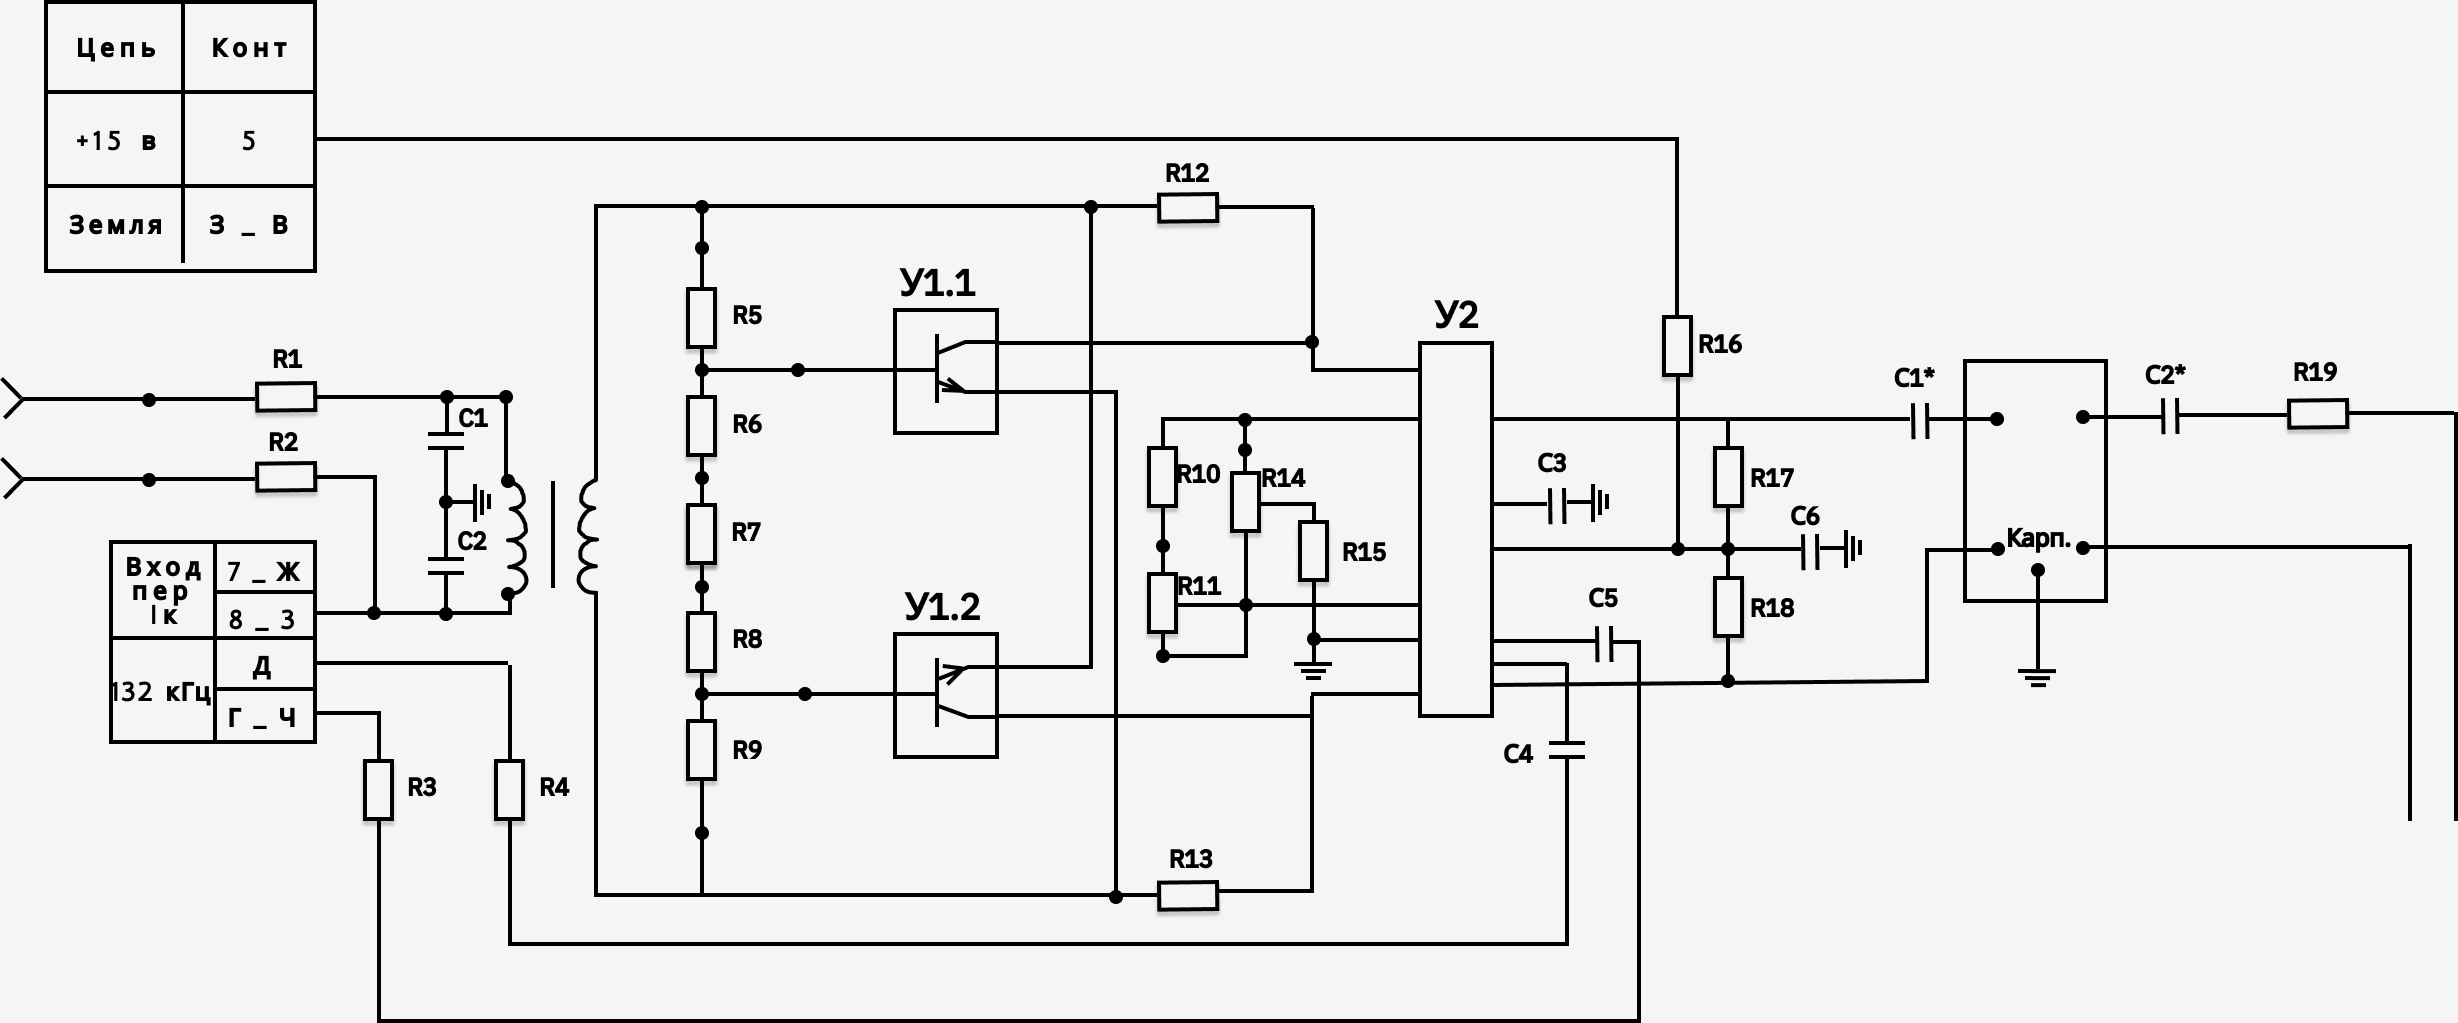 Цепь Конт
+15 в 5
Земля З _ В
R12
У1.1
У2
R5
R16
R1
C1*
C2*
R19
C1
R6
R2
R10
R14
C3
R17
C2
R7
C6
Карп.
R15
Вход
пер
Iк
7 _ Ж
8 _ 3
R11
У1.2
C5
R18
R8
132 кГц
Д
Г _ Ч
R9
C4
R3
R4
R13